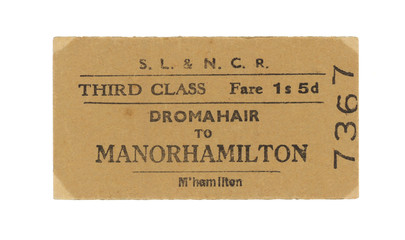 S. L. & N. C. R.
THIRD CLASS Fare 1s 5d
DROMAHAIR
TO
MANORHAMILTON
M'hamilton
7367